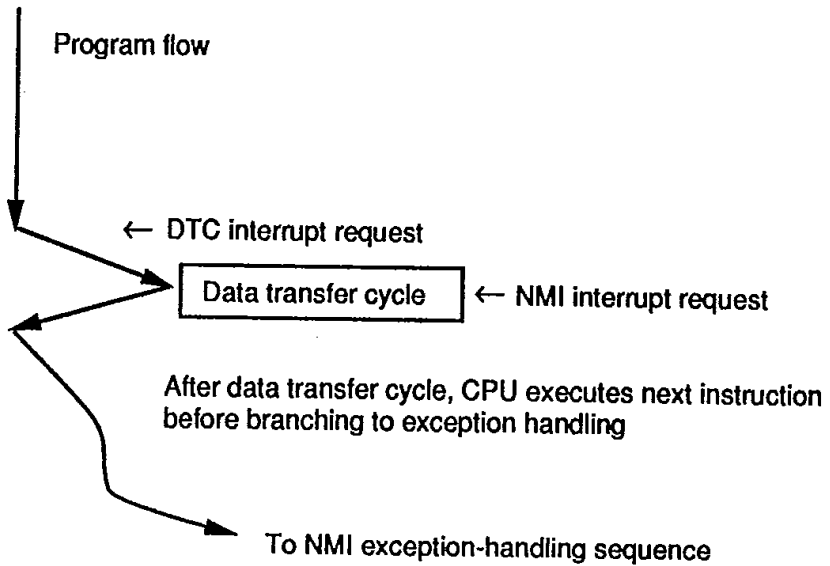 Program flow
← DTC interrupt request
Data transfer cycle
← NMI interrupt request
After data transfer cycle, CPU executes next instruction
before branching to exception handling
To NMI exception-handling sequence